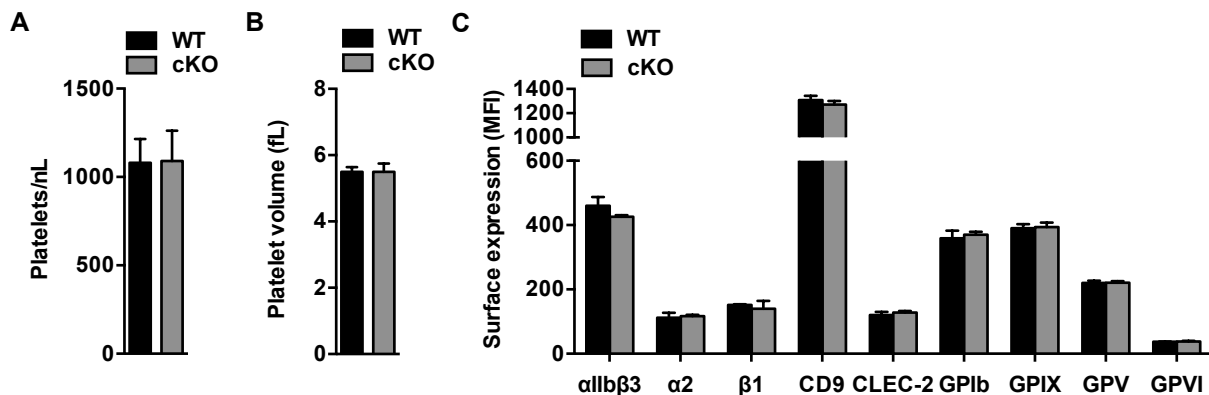 A
WT
cKO
Platelets/nL
1500
1000
500
0
B
WT
cKO
Platelet volume (fL)
8
6
4
2
0
C
WT
cKO
Surface expression (MFI)
1400
1200
1000
600
400
200
0
αIIbβ3 α2 β1 CD9 CLEC-2 GPIb GPIX GPV GPVI